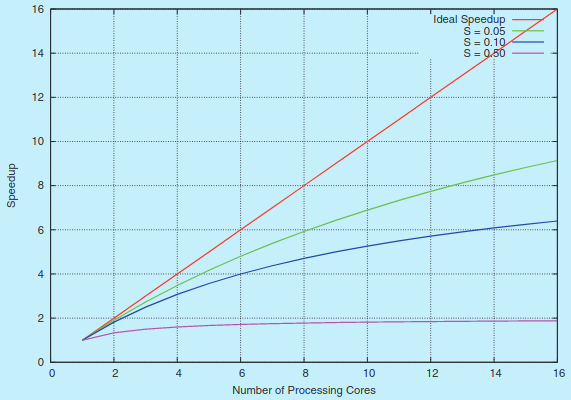 16
14
12
10
8
6
4
2
0
Speedup
Ideal Speedup
S = 0.05
S = 0.10
S = 0.50
0 2 4 6 8 10 12 14 16
Number of Processing Cores